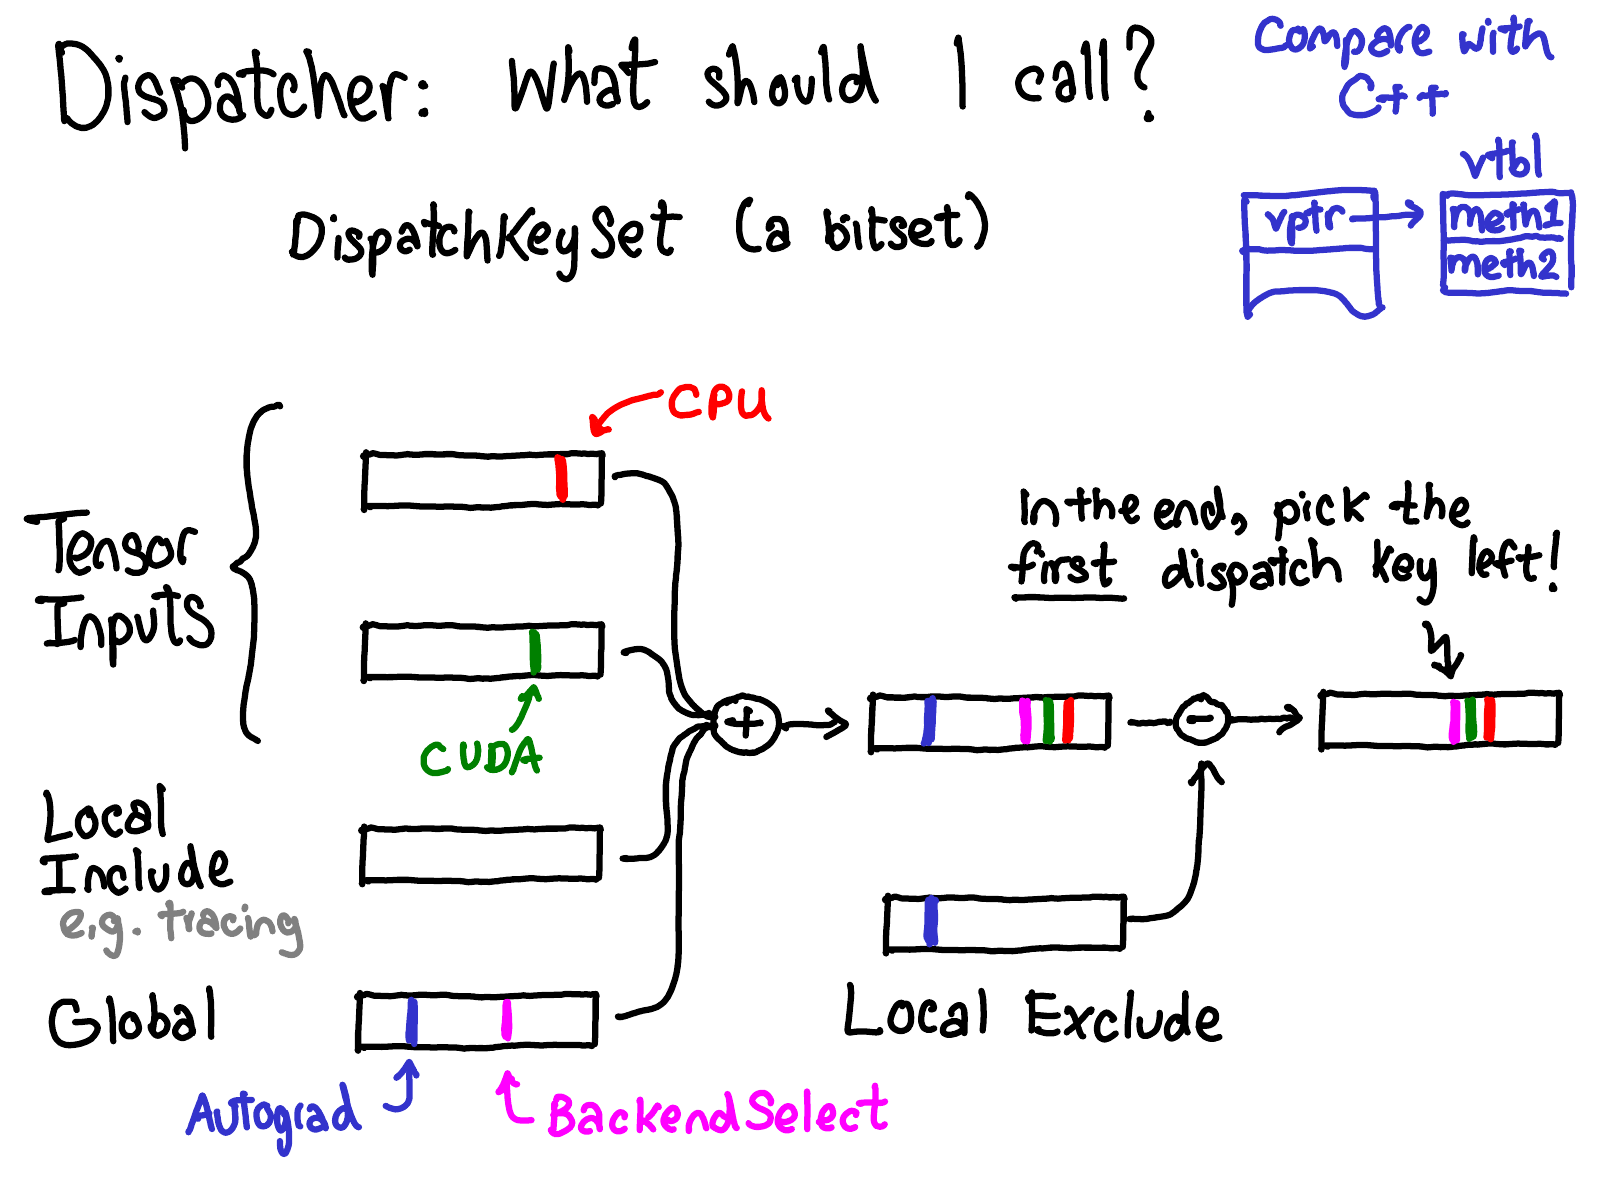 Dispatcher: What should I call?
Compare with
C++
vtbl
vptr
meth1
meth2
DispatchKeySet (a bitset)
CPU
Tensor
Inputs
CUDA
In the end, pick the
first dispatch key left!
+
-
Local
Include
e.g. tracing
Global
Local Exclude
Autograd
BackendSelect